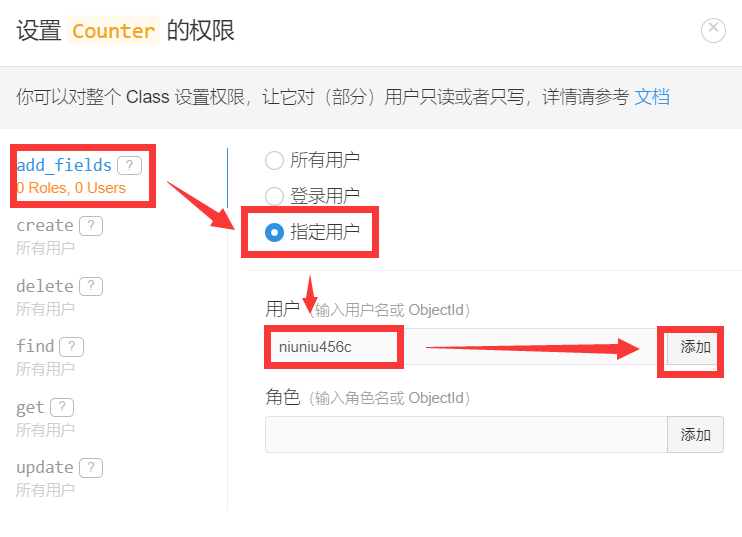 设置 Counter 的权限
你可以对整个 Class 设置权限，让它对（部分）用户只读或者只写，详情请参考 文档
add_fields ?
0 Roles, 0 Users
create ?
所有用户
delete ?
所有用户
find ?
所有用户
get ?
所有用户
update ?
所有用户
所有用户
登录用户
指定用户
用户（输入用户名或 ObjectId）
niuniu456c 添加
角色（输入角色名或 ObjectId）
添加